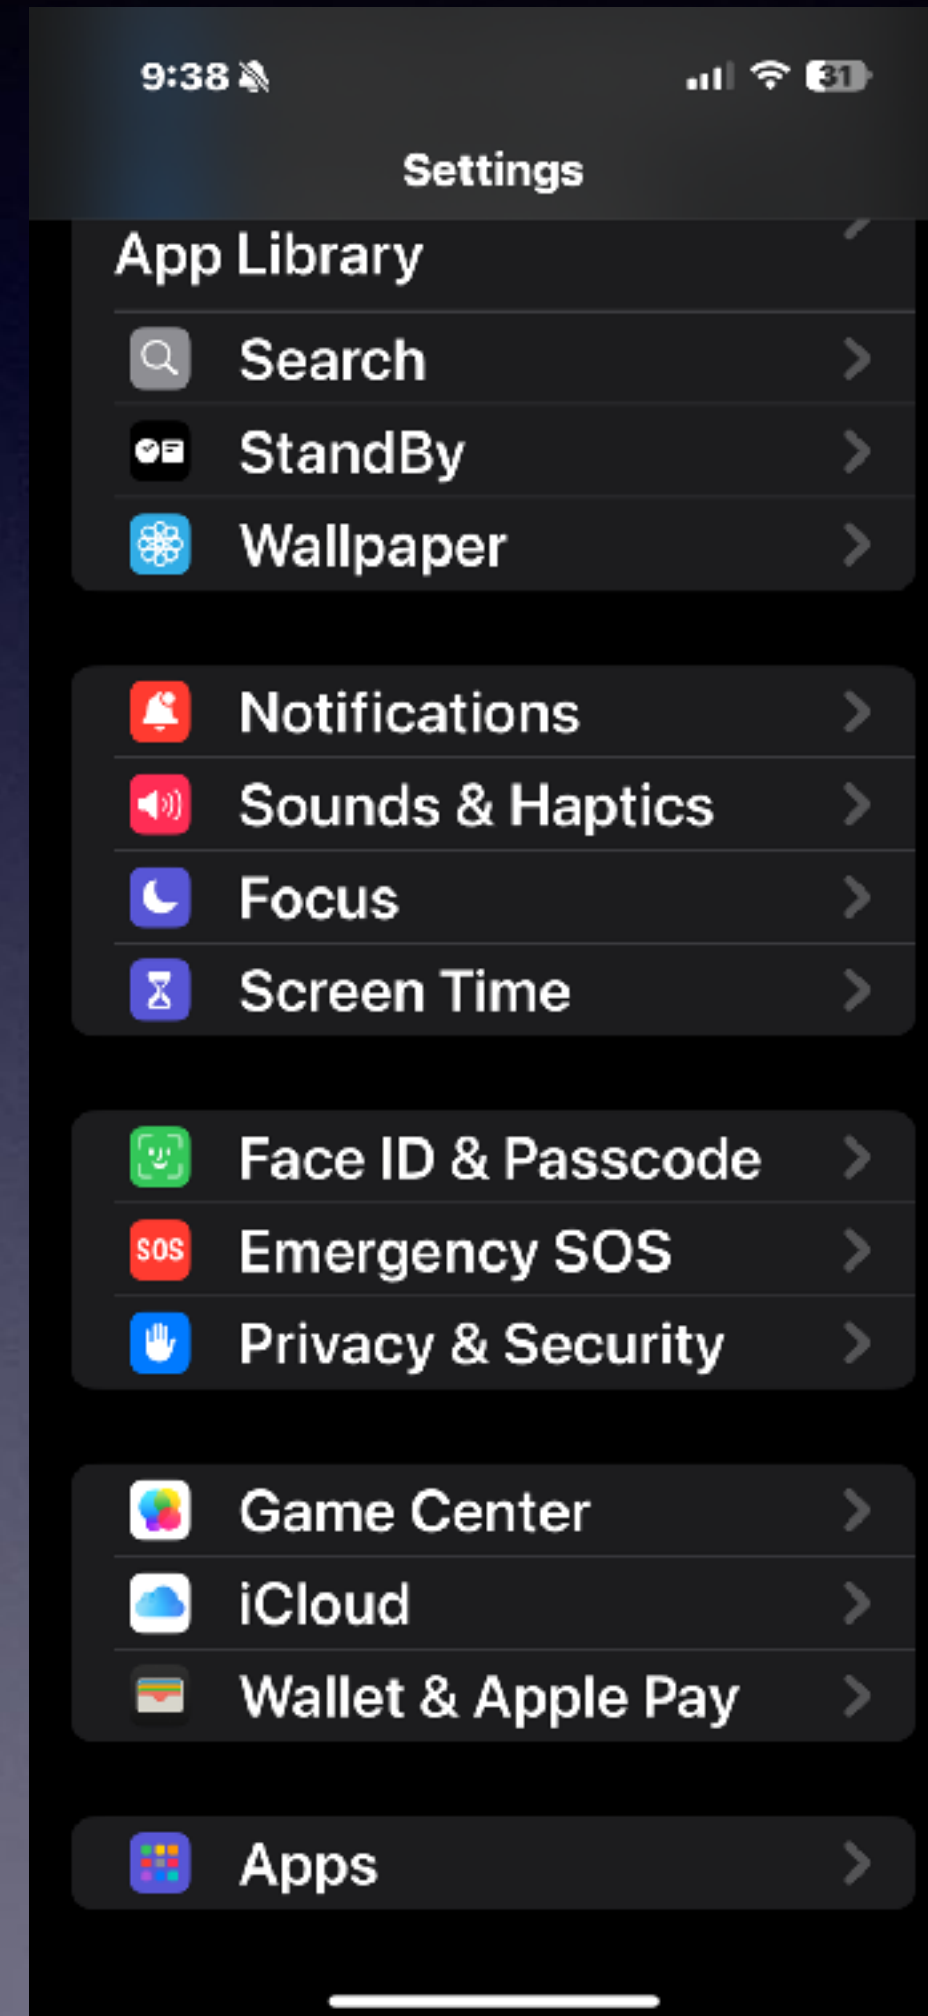 9:38
31
Settings
App Library
Search
StandBy
Wallpaper
Notifications
Sounds & Haptics
Focus
Screen Time
Face ID & Passcode
SOS Emergency SOS
Privacy & Security
Game Center
iCloud
Wallet & Apple Pay
Apps